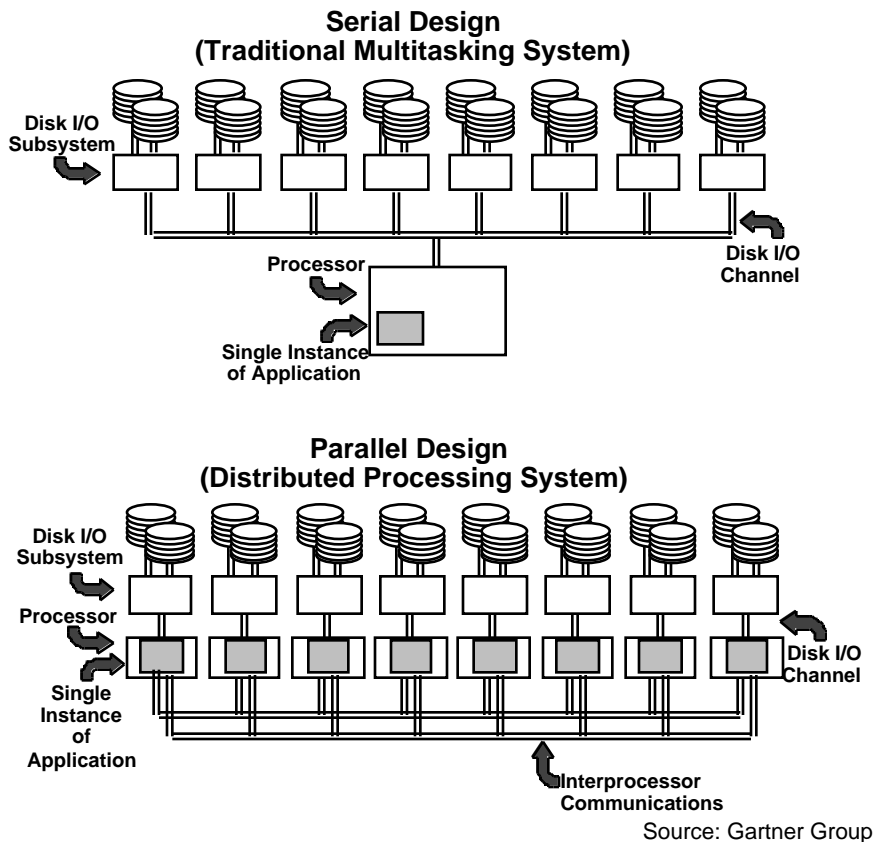 Serial Design
(Traditional Multitasking System)
Disk I/O
Subsystem
Disk I/O
Channel
Processor
Single Instance
of Application
Parallel Design
(Distributed Processing System)
Disk I/O
Subsystem
Processor
Single
Instance
of
Application
Disk I/O
Channel
Interprocessor
Communications
Source: Gartner Group